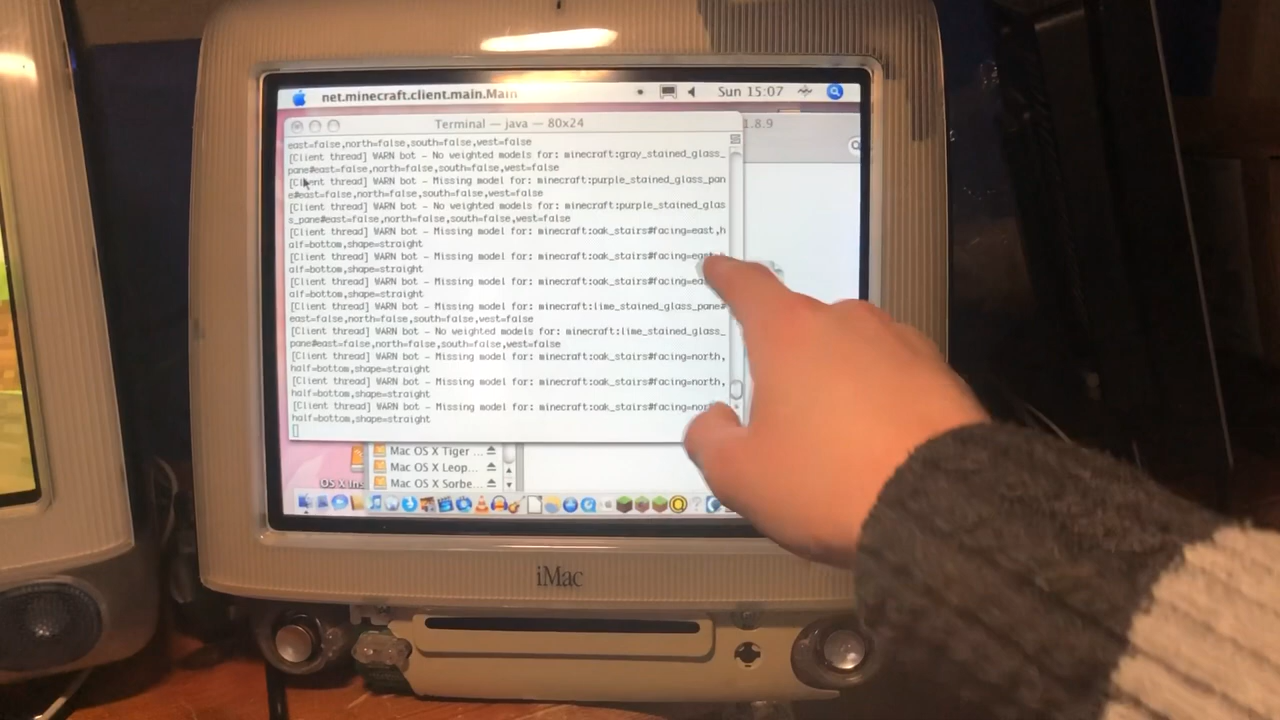 net.minecraft.client.main.Main
Sun 15:07
Terminal — java — 80x24
1.8.9
east=false,north=false,south=false,west=false
[Client thread] WARN bot - No weighted models for: minecraft:gray_stained_glass_
pane#east=false,north=false,south=false,west=false
[Client thread] WARN bot - Missing model for: minecraft:purple_stained_glass_pan
e#east=false,north=false,south=false,west=false
[Client thread] WARN bot - No weighted models for: minecraft:purple_stained_glas
s_pane#east=false,north=false,south=false,west=false
[Client thread] WARN bot - Missing model for: minecraft:oak_stairs#facing=east,h
alf=bottom,shape=straight
[Client thread] WARN bot - Missing model for: minecraft:oak_stairs#facing=east,h
alf=bottom,shape=straight
[Client thread] WARN bot - Missing model for: minecraft:oak_stairs#facing=eas
alf=bottom,shape=straight
[Client thread] WARN bot - Missing model for: minecraft:lime_stained_glass_pane#
east=false,north=false,south=false,west=false
[Client thread] WARN bot - No weighted models for: minecraft:lime_stained_glass_
pane#east=false,north=false,south=false,west=false
[Client thread] WARN bot - Missing model for: minecraft:oak_stairs#facing=north,
half=bottom,shape=straight
[Client thread] WARN bot - Missing model for: minecraft:oak_stairs#facing=north,
half=bottom,shape=straight
[Client thread] WARN bot - Missing model for: minecraft:oak_stairs#facing=nor
half=bottom,shape=straight
Mac OS X Tiger ...
Mac OS X Leop...
OS X Ins
Mac OS X Sorbe...
iMac